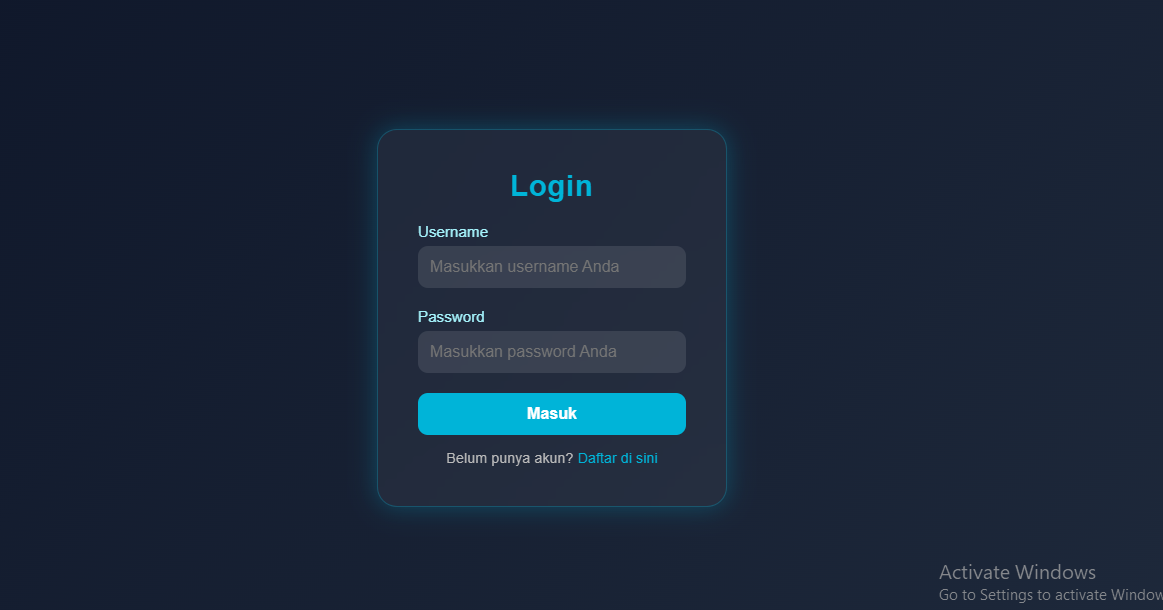 Login
Username
Masukkan username Anda
Password
Masukkan password Anda
Masuk
Belum punya akun? Daftar di sini
Activate Windows
Go to Settings to activate Window